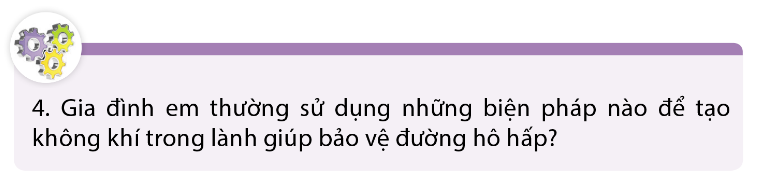 4. Gia đình em thường sử dụng những biện pháp nào để tạo
không khí trong lành giúp bảo vệ đường hô hấp?